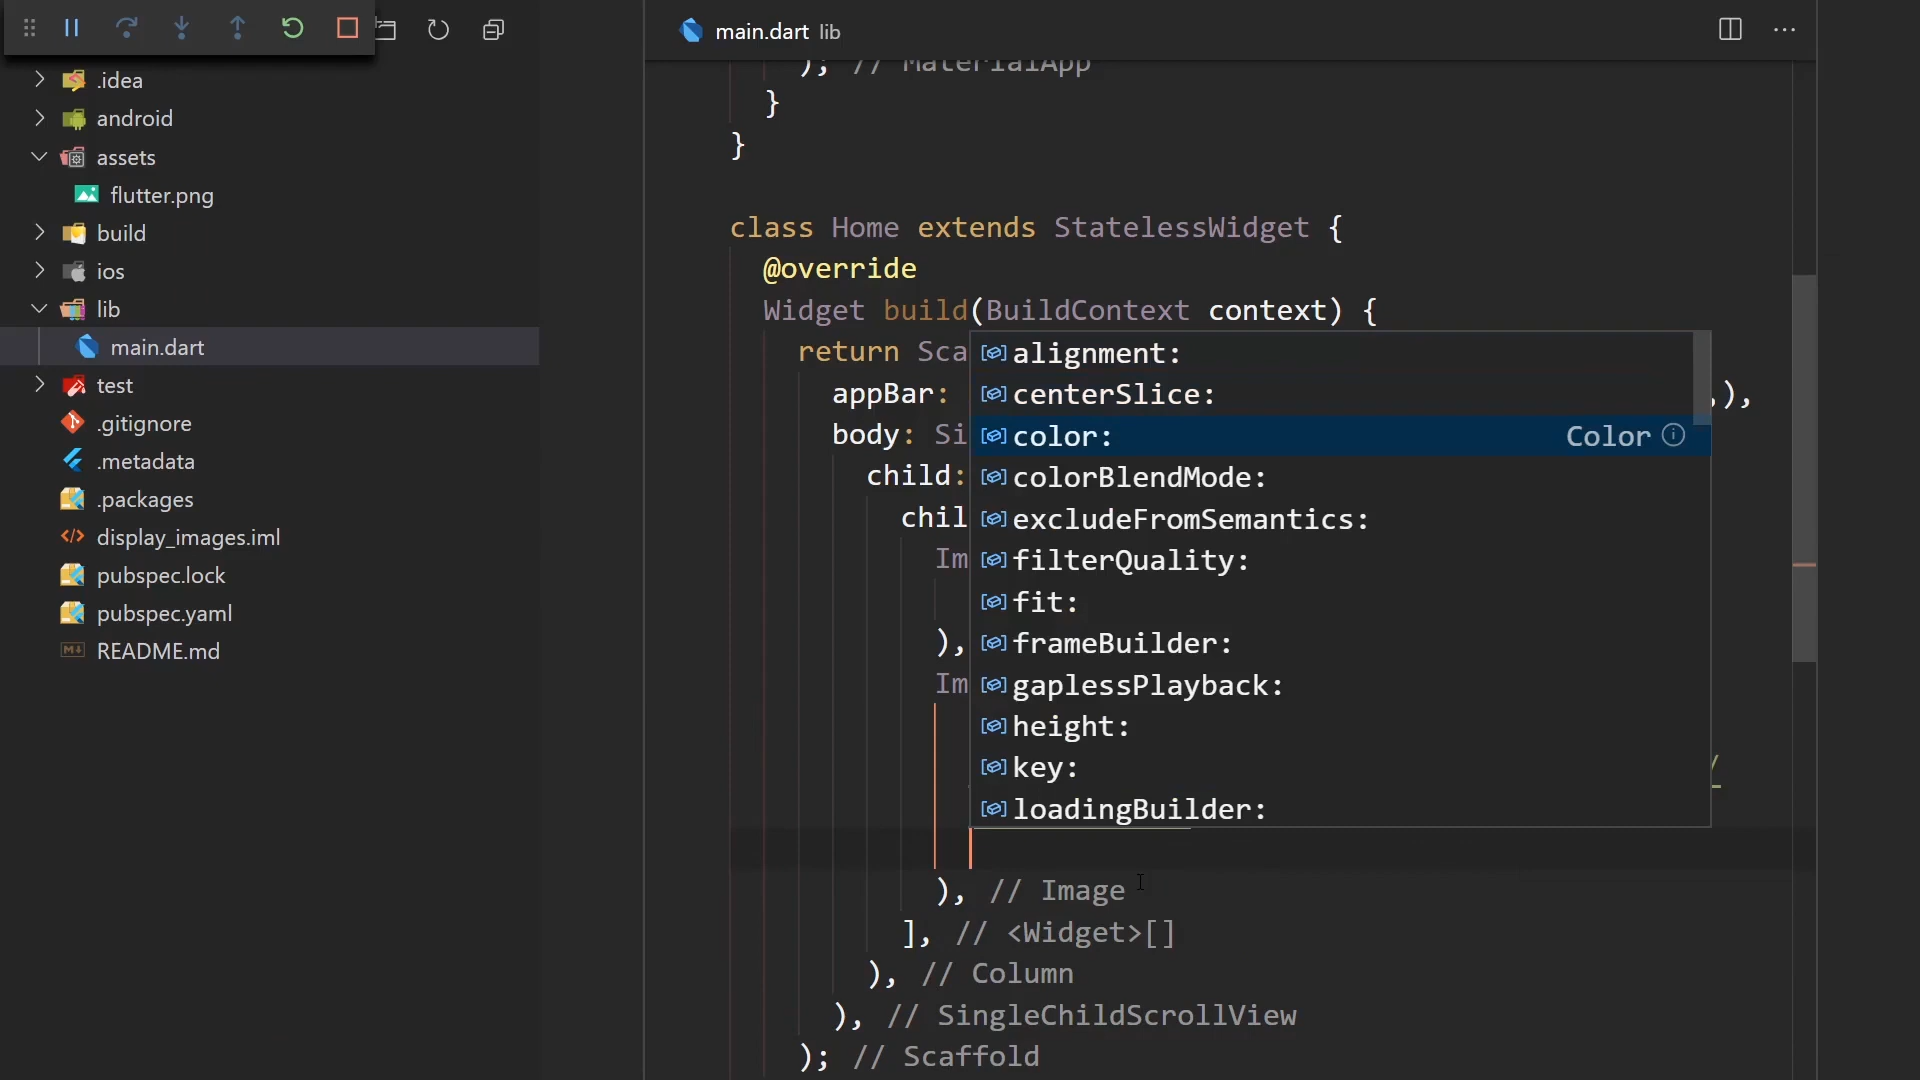 .idea
android
assets
flutter.png
build
ios
lib
main.dart
test
.gitignore
.metadata
.packages
display_images.iml
pubspec.lock
pubspec.yaml
README.md
main.dart lib
); // MaterialApp
}
}
class Home extends StatelessWidget {
@override
Widget build(BuildContext context) {
return Sca
appBar: ,),
body: Si
child:
chil
Im
),
Im
alignment:
centerSlice:
color: Color
colorBlendMode:
excludeFromSemantics:
filterQuality:
fit:
frameBuilder:
gaplessPlayback:
height:
key:
loadingBuilder:
), // Image
], // <Widget>[]
), // Column
), // SingleChildScrollView
); // Scaffold